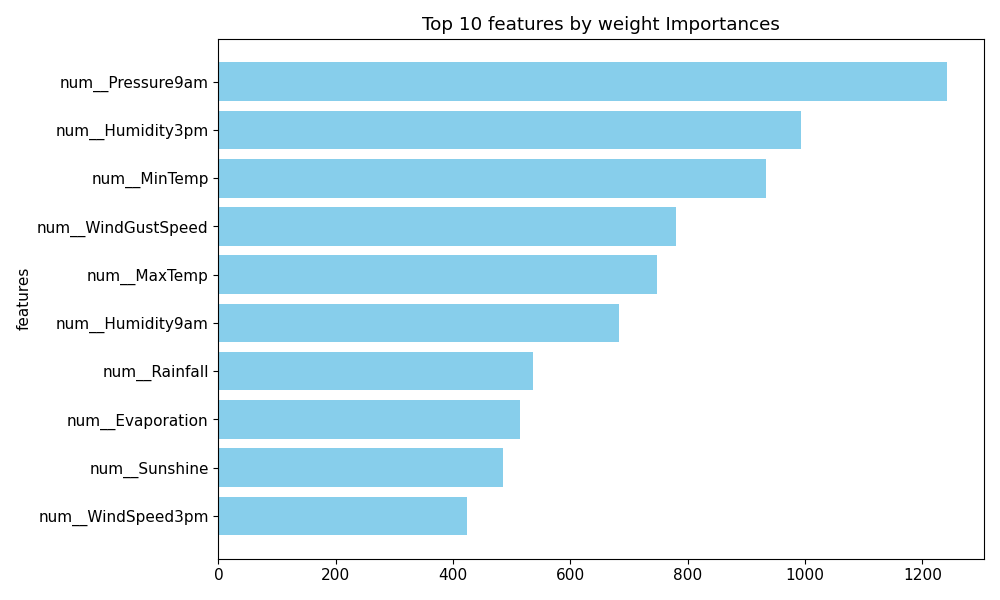 Top 10 features by weight Importances
features
num__Pressure9am
num__Humidity3pm
num__MinTemp
num__WindGustSpeed
num__MaxTemp
num__Humidity9am
num__Rainfall
num__Evaporation
num__Sunshine
num__WindSpeed3pm
0 200 400 600 800 1000 1200